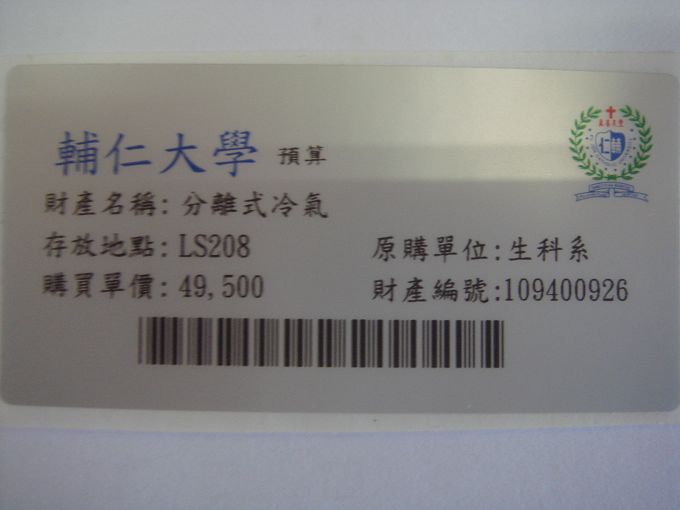 輔仁大學 預算
財產名稱: 分離式冷氣
存放地點: LS208 原購單位: 生科系
購買單價: 49,500 財產編號: 109400926